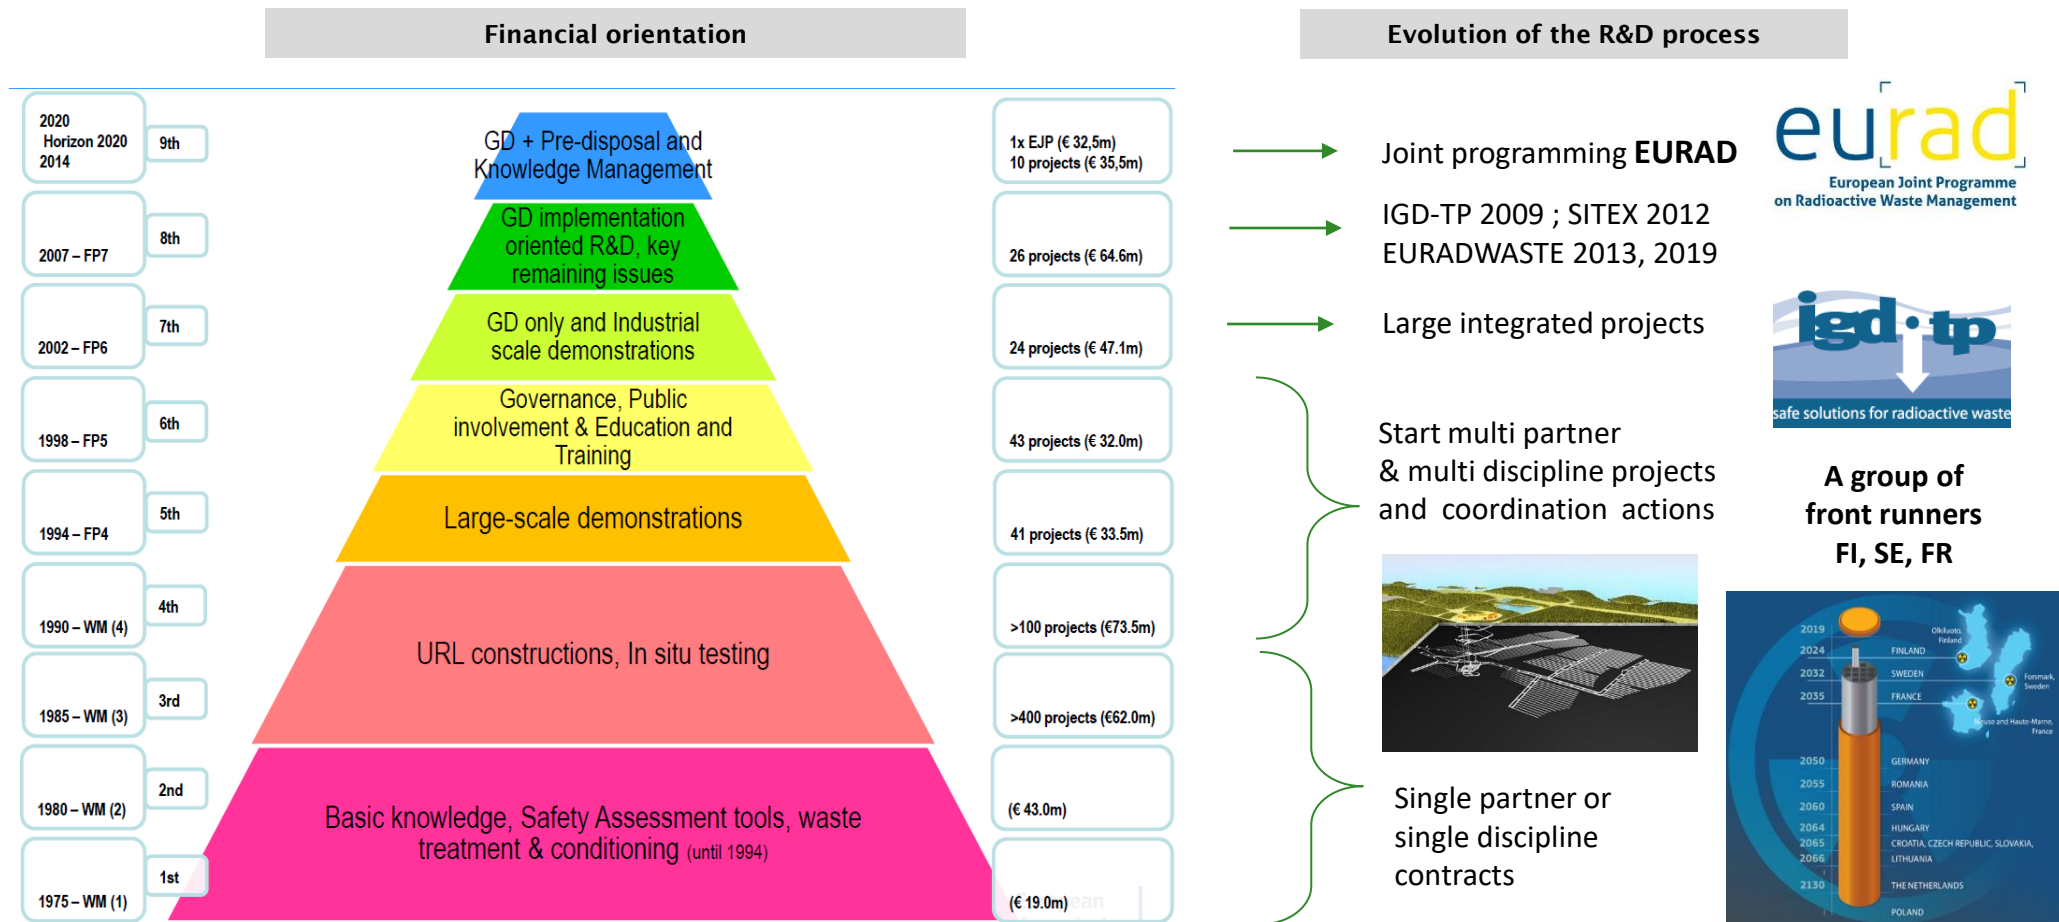 Financial orientation
Evolution of the R&D process
2020
Horizon 2020
2014
9th
GD + Pre-disposal and
Knowledge Management
1x EJP (€ 32,5m)
10 projects (€ 35,5m)
Joint programming EURAD
eurad
European Joint Programme
on Radioactive Waste Management
2007 – FP7
8th
GD implementation
oriented R&D, key
remaining issues
26 projects (€ 64.6m)
IGD-TP 2009 ; SITEX 2012
EURADWASTE 2013, 2019
2002 – FP6
7th
GD only and Industrial
scale demonstrations
24 projects (€ 47.1m)
Large integrated projects
igd·tp
safe solutions for radioactive waste
1998 – FP5
6th
Governance, Public
involvement & Education and
Training
43 projects (€ 32.0m)
1994 – FP4
5th
Large-scale demonstrations
41 projects (€ 33.5m)
Start multi partner
& multi discipline projects
and coordination actions
A group of
front runners
FI, SE, FR
1990 – WM (4)
4th
>100 projects (€73.5m)
URL constructions, In situ testing
1985 – WM (3)
3rd
>400 projects (€62.0m)
1980 – WM (2)
2nd
(€ 43.0m)
Basic knowledge, Safety Assessment tools, waste
treatment & conditioning (until 1994)
1975 – WM (1)
1st
(€ 19.0m)
Single partner or
single discipline
contracts
2019
Olkiluoto,
Finland
2024 FINLAND
2032 SWEDEN
Forsmark,
Sweden
2035 FRANCE
Meuse and Haute-Marne,
France
2050 GERMANY
2055 ROMANIA
2060 SPAIN
2064 HUNGARY
2065 CROATIA, CZECH REPUBLIC, SLOVAKIA,
2066 LITHUANIA
2130 THE NETHERLANDS
POLAND